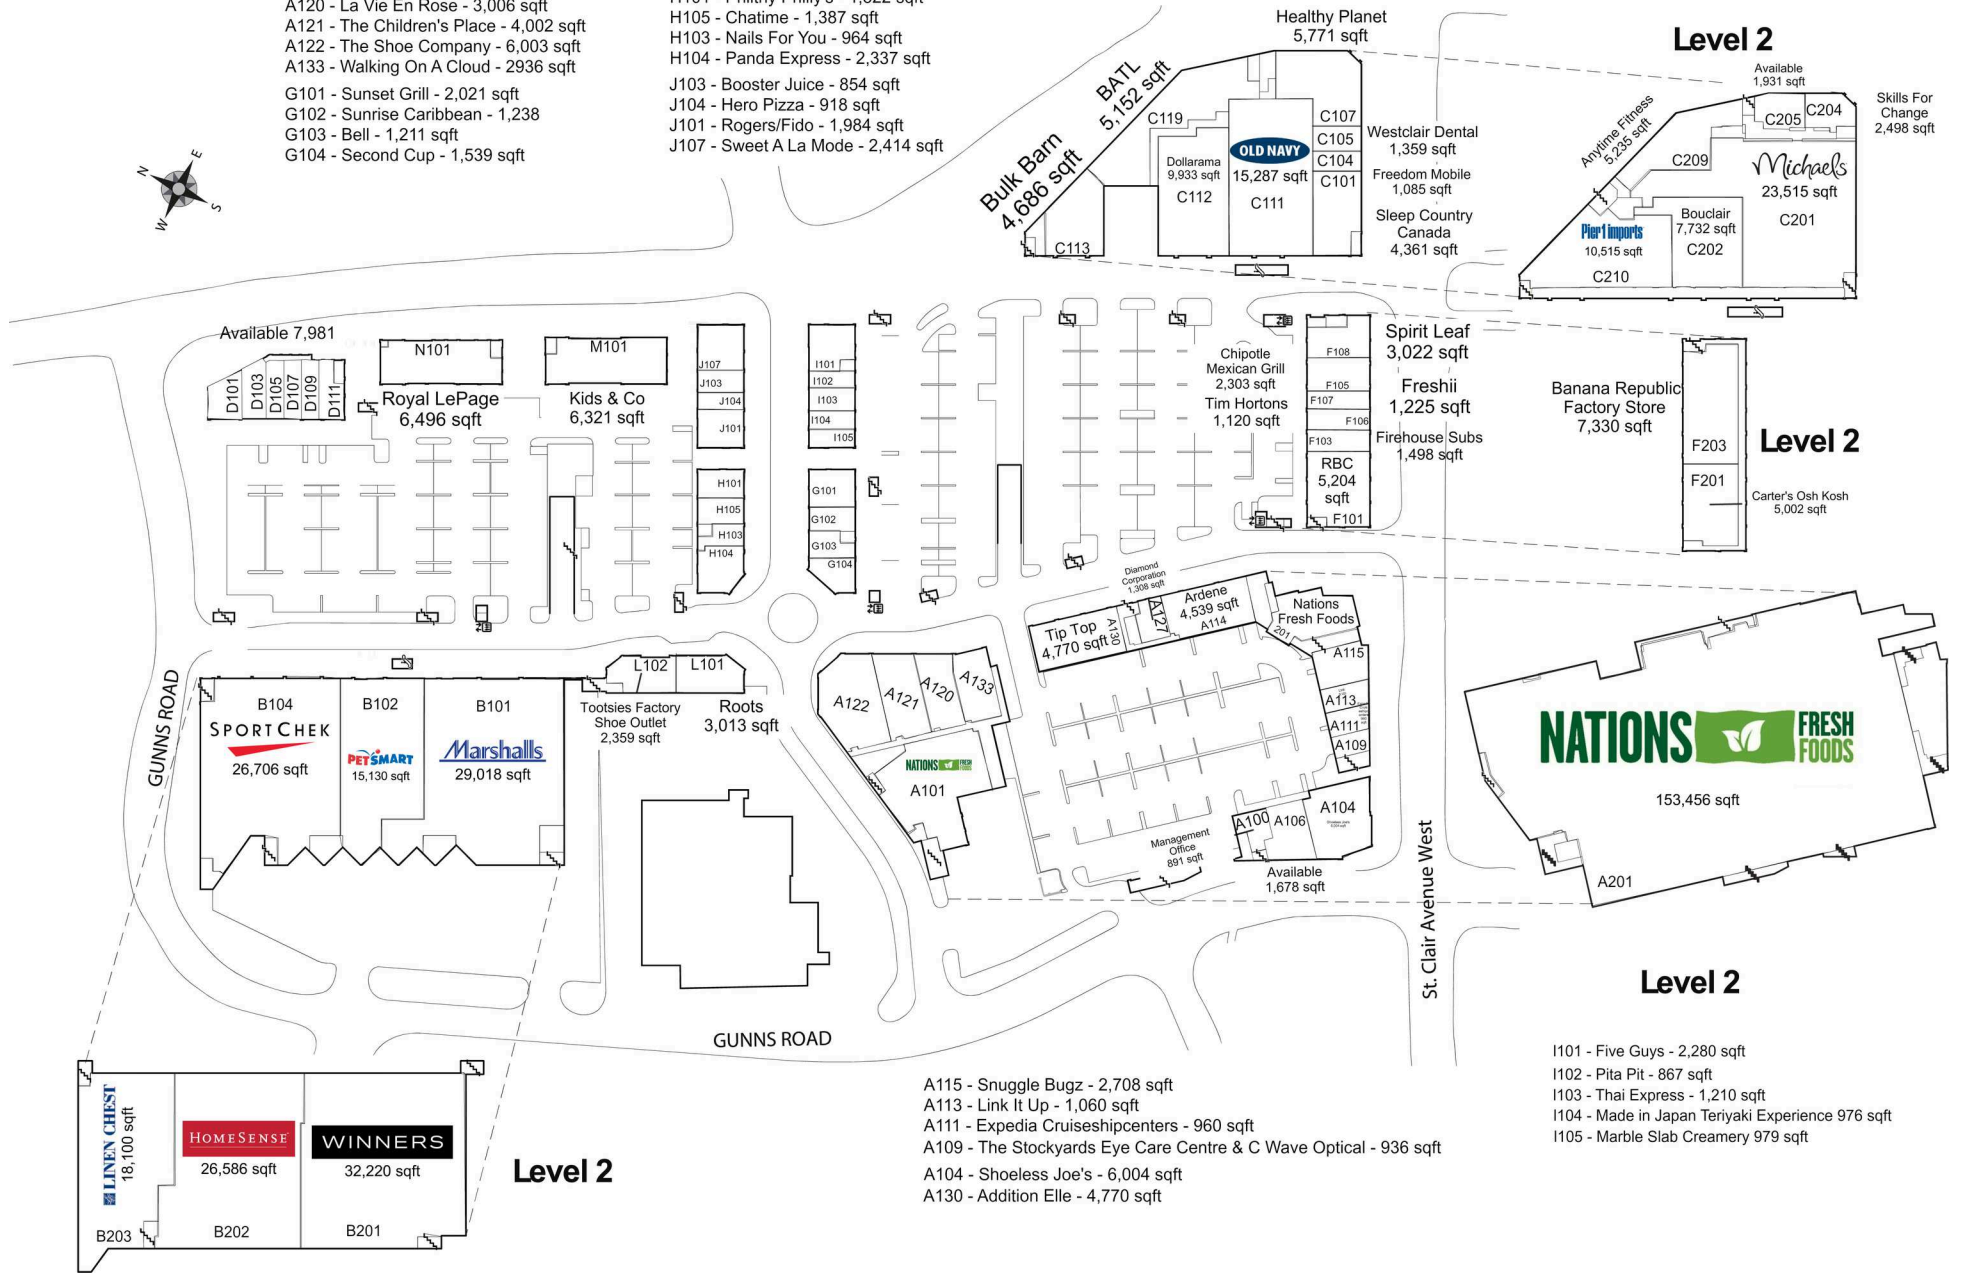 A120 - La Vie En Rose - 3,006 sqft
A121 - The Children's Place - 4,002 sqft
A122 - The Shoe Company - 6,003 sqft
A133 - Walking On A Cloud - 2936 sqft
G101 - Sunset Grill - 2,021 sqft
G102 - Sunrise Caribbean - 1,238
G103 - Bell - 1,211 sqft
G104 - Second Cup - 1,539 sqft
H105 - Chatime - 1,387 sqft
H103 - Nails For You - 964 sqft
H104 - Panda Express - 2,337 sqft
J103 - Booster Juice - 854 sqft
J104 - Hero Pizza - 918 sqft
J101 - Rogers/Fido - 1,984 sqft
J107 - Sweet A La Mode - 2,414 sqft
N
E
W
S
Healthy Planet
5,771 sqft
BATL
5,152 sqft
Bulk Barn
4,686 sqft
C119
C107
C105
C104
C101
Dollarama
9,933 sqft
C112
OLD NAVY
15,287 sqft
C111
C113
Westclair Dental
1,359 sqft
Freedom Mobile
1,085 sqft
Sleep Country
Canada
4,361 sqft
Level 2
Available
1,931 sqft
Skills For
Change
2,498 sqft
Anytime Fitness
5,235 sqft
C205
C204
C209
Michaels
23,515 sqft
C201
Bouclair
7,732 sqft
C202
Pier 1 imports
10,515 sqft
C210
Available 7,981
D101
D103
D105
D107
D109
D111
N101
Royal LePage
6,496 sqft
M101
Kids & Co
6,321 sqft
J107
J103
J104
J101
I101
I102
I103
I104
I105
H101
H105
H103
H104
G101
G102
G103
G104
Chipotle
Mexican Grill
2,303 sqft
Tim Hortons
1,120 sqft
F108
F105
F107
F106
F103
RBC
5,204
sqft
F101
Spirit Leaf
3,022 sqft
Freshii
1,225 sqft
Firehouse Subs
1,498 sqft
Banana Republic
Factory Store
7,330 sqft
F203
F201
Level 2
Carter's Osh Kosh
5,002 sqft
Diamond
Corporation
1,308 sqft
Tip Top
4,770 sqft
A130
A127
Ardene
4,539 sqft
A114
Nations
Fresh Foods
201
A115
A113
A111
A109
L102
L101
Tootsies Factory
Shoe Outlet
2,359 sqft
Roots
3,013 sqft
GUNNS ROAD
B104
SPORT CHEK
26,706 sqft
B102
PETSMART
15,130 sqft
B101
Marshalls
29,018 sqft
A122
A121
A120
A133
NATIONS FRESH FOODS
A101
A100
A106
A104
Management
Office
891 sqft
Available
1,678 sqft
St. Clair Avenue West
NATIONS FRESH FOODS
153,456 sqft
A201
Level 2
GUNNS ROAD
LINEN CHEST
18,100 sqft
B203
HOMESENSE
26,586 sqft
B202
WINNERS
32,220 sqft
B201
Level 2
A115 - Snuggle Bugz - 2,708 sqft
A113 - Link It Up - 1,060 sqft
A111 - Expedia Cruiseshipcenters - 960 sqft
A109 - The Stockyards Eye Care Centre & C Wave Optical - 936 sqft
A104 - Shoeless Joe's - 6,004 sqft
A130 - Addition Elle - 4,770 sqft
I101 - Five Guys - 2,280 sqft
I102 - Pita Pit - 867 sqft
I103 - Thai Express - 1,210 sqft
I104 - Made in Japan Teriyaki Experience 976 sqft
I105 - Marble Slab Creamery 979 sqft